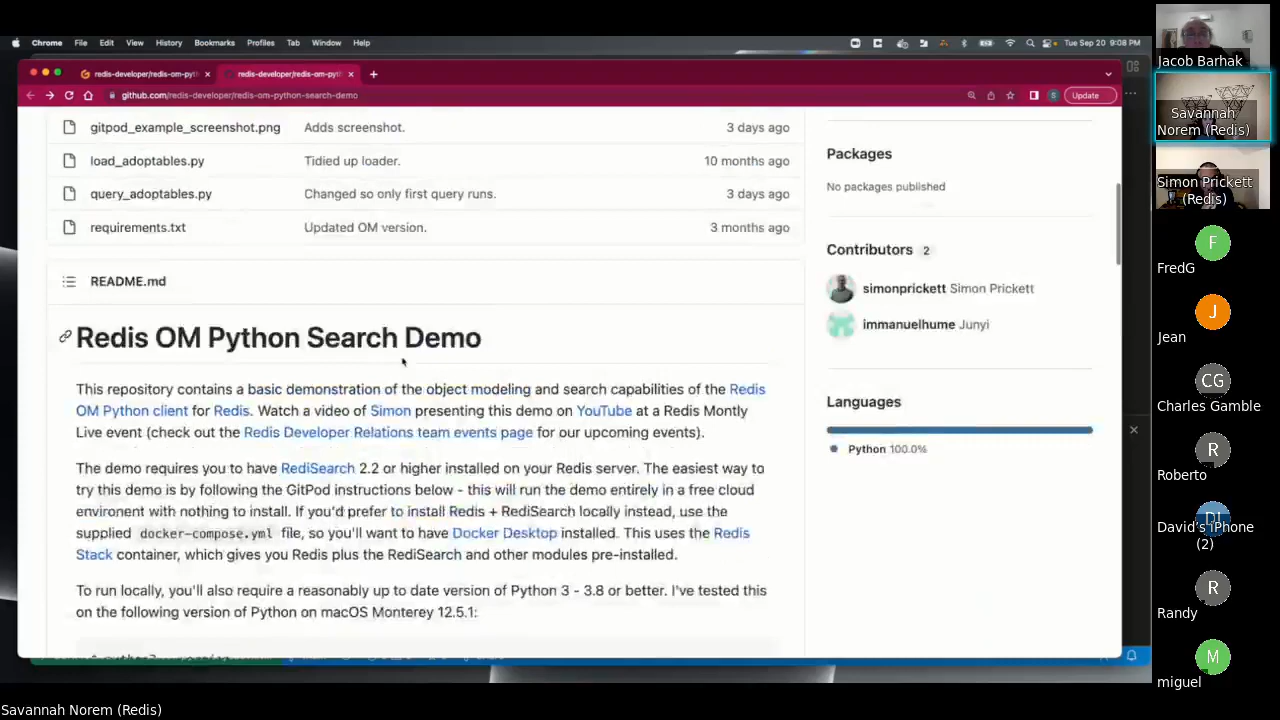 Chrome File Edit View History Bookmarks Profiles Tab Window Help
Tue Sep 20 9:08 PM
redis-developer/redis-om-pyth
redis-developer/redis-om-pyth
github.com/redis-developer/redis-om-python-search-demo
S
Update
gitpod_example_screenshot.png Adds screenshot. 3 days ago
load_adoptables.py Tidied up loader. 10 months ago
query_adoptables.py Changed so only first query runs. 3 days ago
requirements.txt Updated OM version. 3 months ago
README.md
Redis OM Python Search Demo
This repository contains a basic demonstration of the object modeling and search capabilities of the Redis
OM Python client for Redis. Watch a video of Simon presenting this demo on YouTube at a Redis Montly
Live event (check out the Redis Developer Relations team events page for our upcoming events).
The demo requires you to have RediSearch 2.2 or higher installed on your Redis server. The easiest way to
try this demo is by following the GitPod instructions below - this will run the demo entirely in a free cloud
environent with nothing to install. If you'd prefer to install Redis + RediSearch locally instead, use the
supplied docker-compose.yml file, so you'll want to have Docker Desktop installed. This uses the Redis
Stack container, which gives you Redis plus the RediSearch and other modules pre-installed.
To run locally, you'll also require a reasonably up to date version of Python 3 - 3.8 or better. I've tested this
on the following version of Python on macOS Monterey 12.5.1:
Packages
No packages published
Contributors 2
simonprickett Simon Prickett
immanuelhume Junyi
Languages
Python 100.0%
Jacob Barhak
Savannah
Norem (Redis)
Simon Prickett
(Redis)
F
FredG
J
Jean
CG
Charles Gamble
R
Roberto
DI
David's iPhone
(2)
R
Randy
M
miguel
Savannah Norem (Redis)